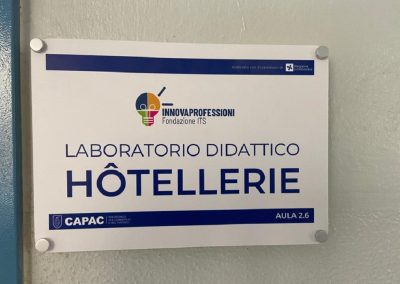 INNOVAPROFESSIONI
Fondazione ITS
LABORATORIO DIDATTICO
HÔTELLERIE
CAPAC
AULA 2.6